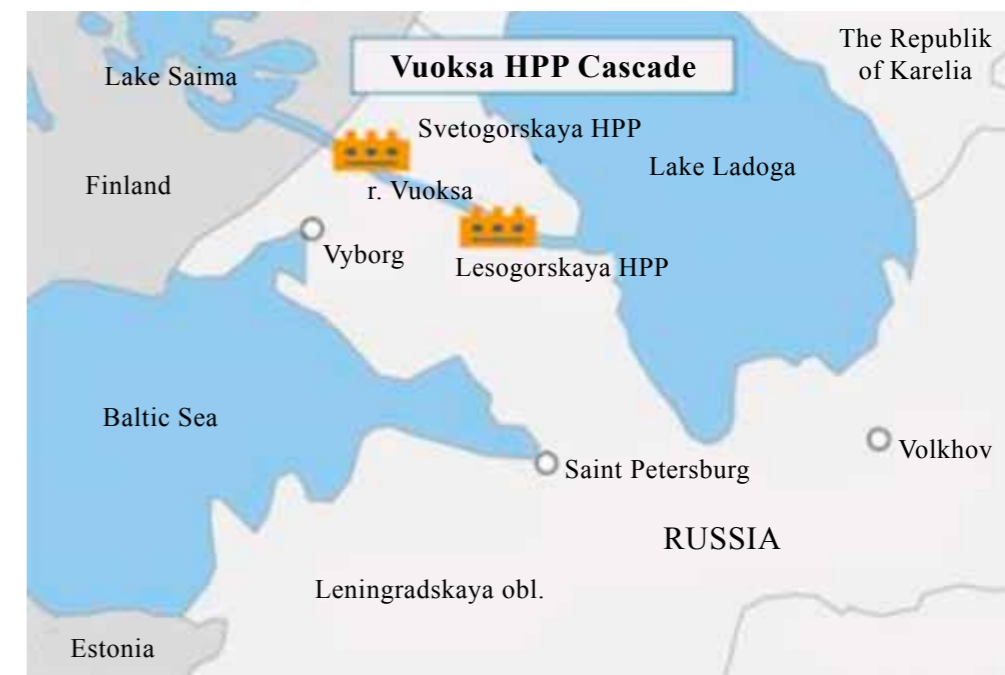 Vuoksa HPP Cascade
The Republik
of Karelia
Lake Saima
Svetogorskaya HPP
Lake Ladoga
Finland
r. Vuoksa
Vyborg
Lesogorskaya HPP
Baltic Sea
Volkhov
Saint Petersburg
RUSSIA
Leningradskaya obl.
Estonia